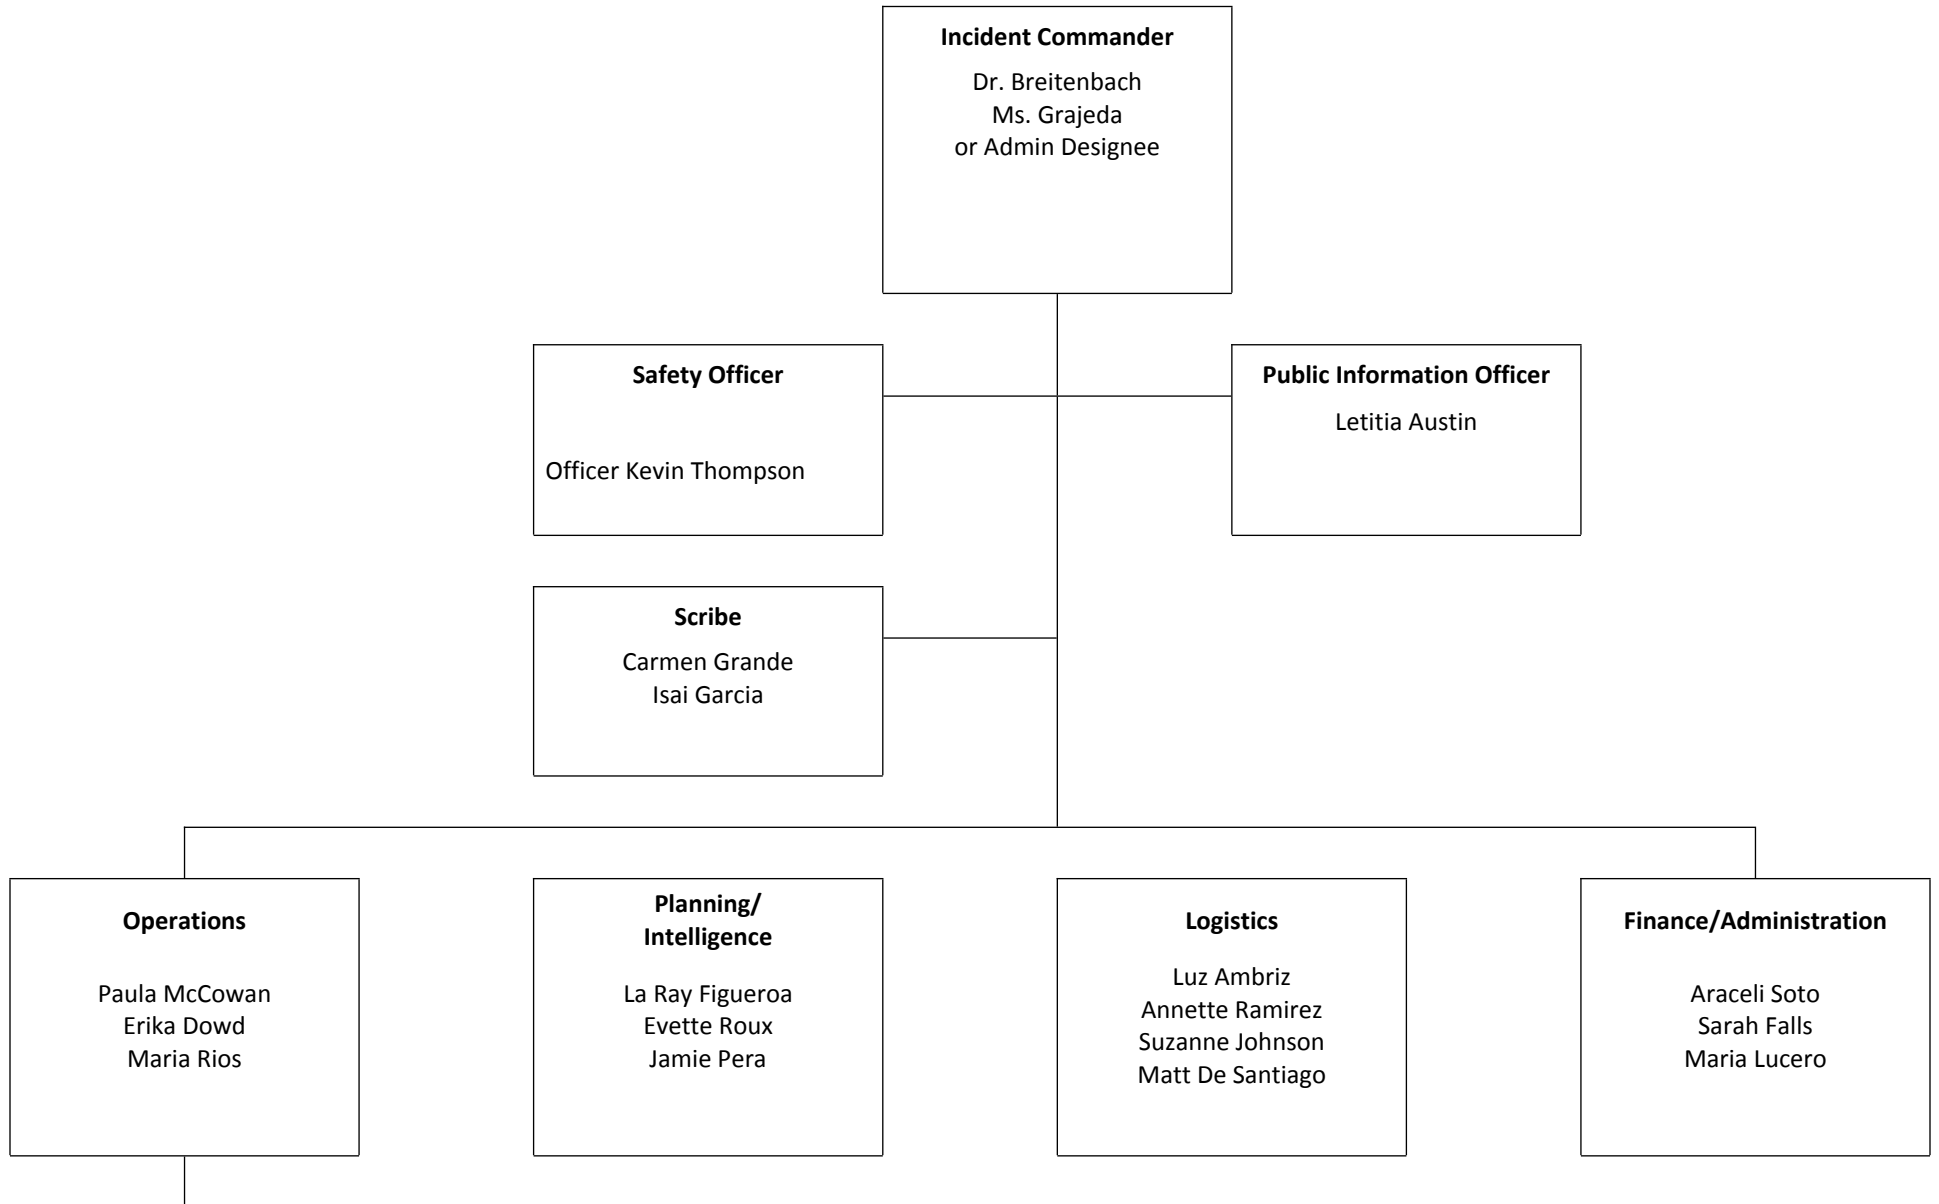 Incident Commander
Dr. Breitenbach
Ms. Grajeda
or Admin Designee
Safety Officer
Officer Kevin Thompson
Public Information Officer
Letitia Austin
Scribe
Carmen Grande
Isai Garcia
Operations
Paula McCowan
Erika Dowd
Maria Rios
Planning/
Intelligence
La Ray Figueroa
Evette Roux
Jamie Pera
Logistics
Luz Ambriz
Annette Ramirez
Suzanne Johnson
Matt De Santiago
Finance/Administration
Araceli Soto
Sarah Falls
Maria Lucero